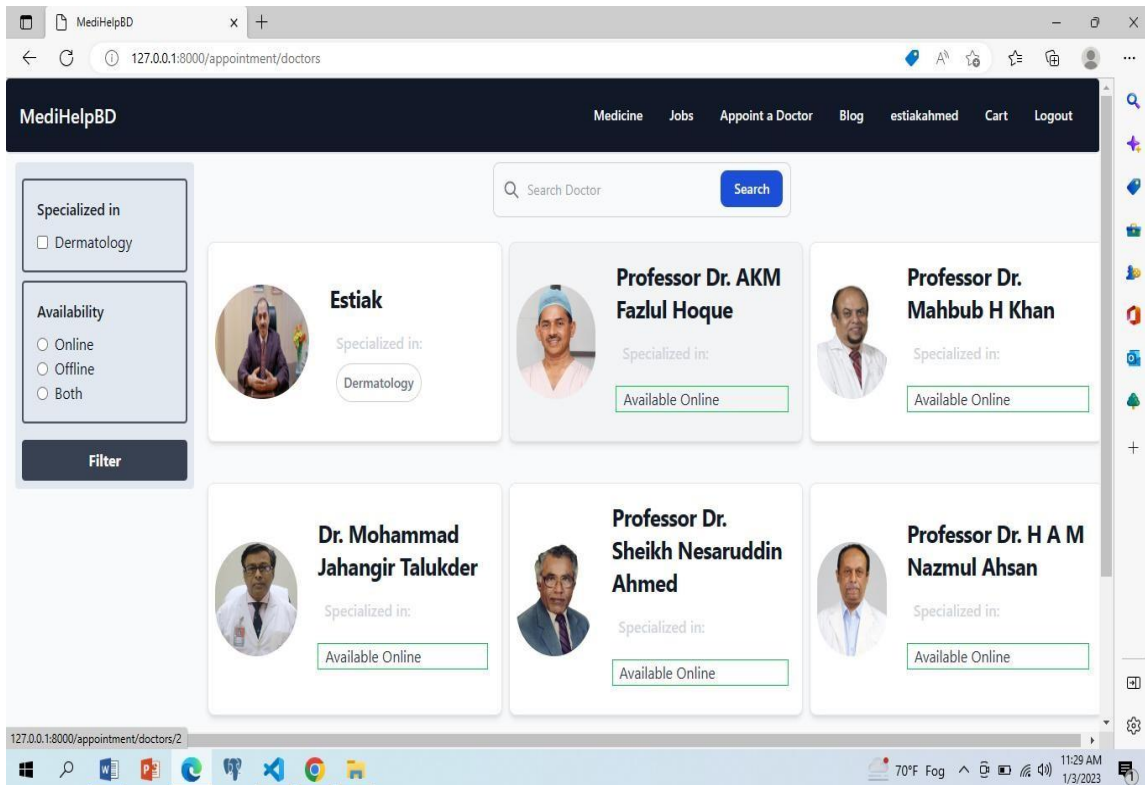 MediHelpBD
127.0.0.1:8000/appointment/doctors
MediHelpBD
Medicine Jobs Appoint a Doctor Blog estiakahmed Cart Logout
Search Doctor Search
Specialized in
Dermatology
Availability
Online
Offline
Both
Filter
Estiak
Specialized in:
Dermatology
Professor Dr. AKM
Fazlul Hoque
Specialized in:
Available Online
Professor Dr.
Mahbub H Khan
Specialized in:
Available Online
Dr. Mohammad
Jahangir Talukder
Specialized in:
Available Online
Professor Dr.
Sheikh Nesaruddin
Ahmed
Specialized in:
Available Online
Professor Dr. H A M
Nazmul Ahsan
Specialized in:
Available Online
127.0.0.1:8000/appointment/doctors/2
70°F Fog
11:29 AM
1/3/2023